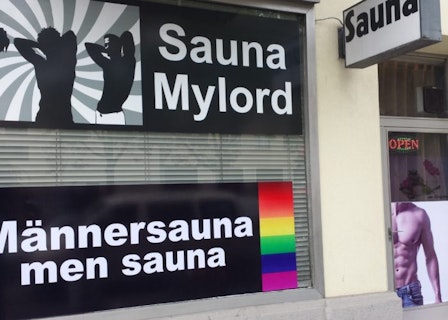 Sauna
Mylord
Sauna
OPEN
Männersauna
men sauna